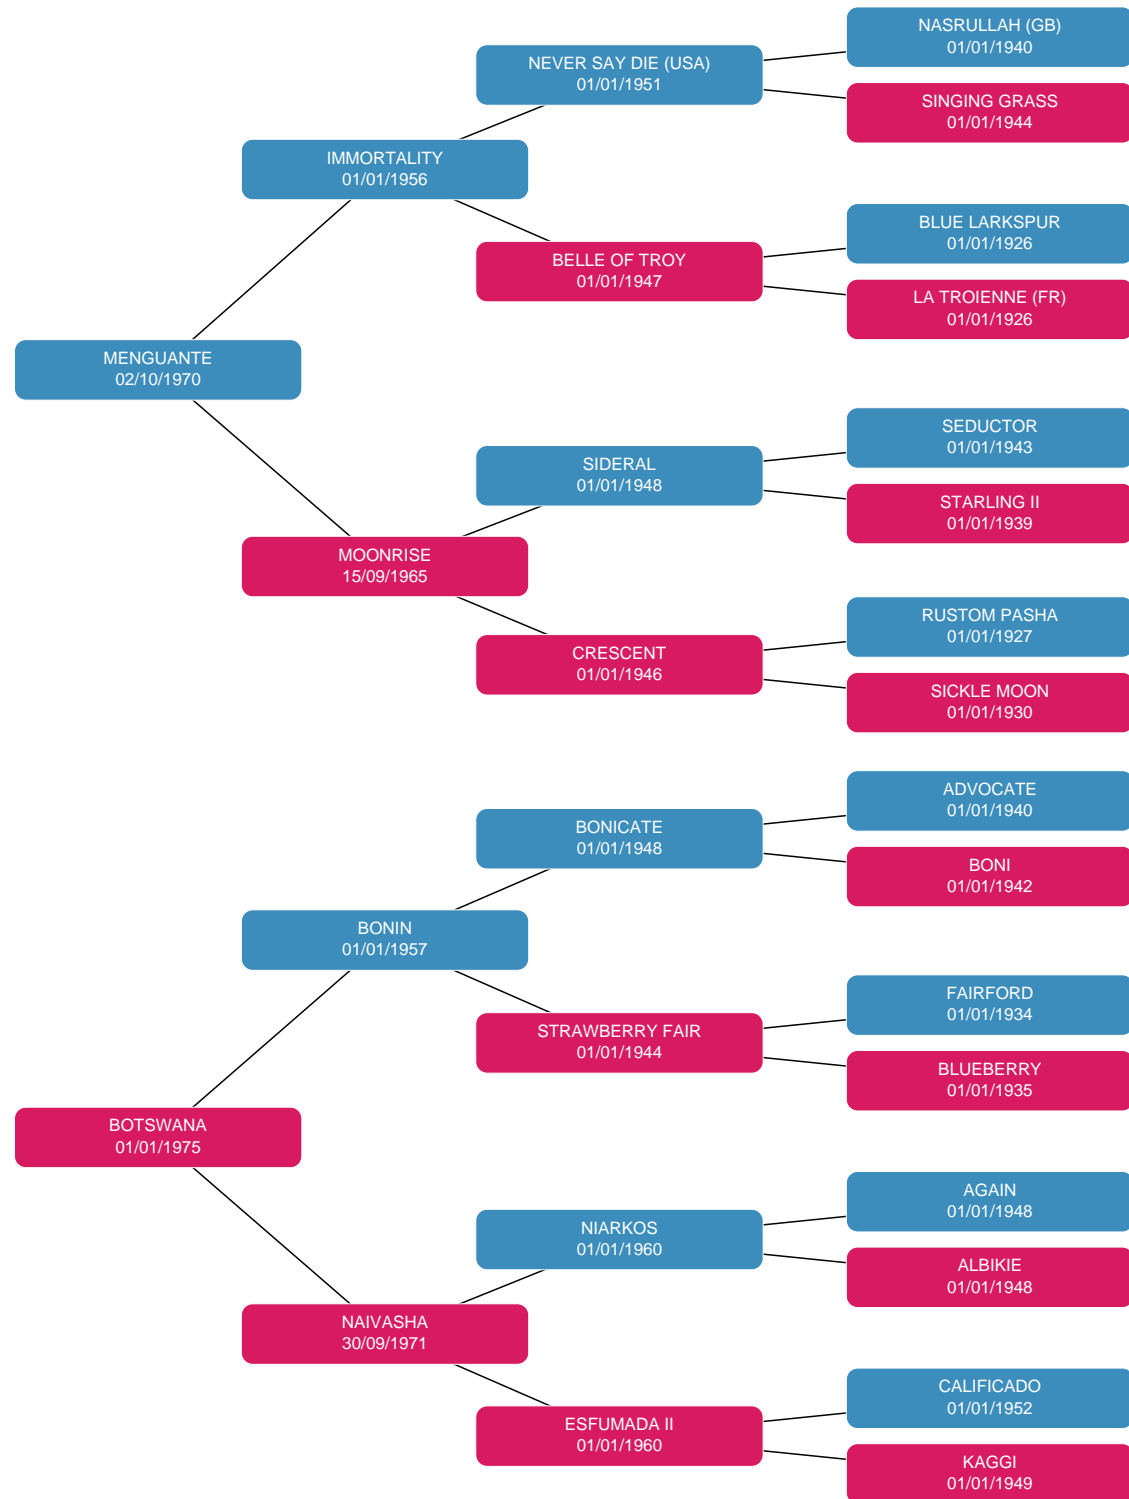 NASRULLAH (GB)
01/01/1940
NEVER SAY DIE (USA)
01/01/1951
SINGING GRASS
01/01/1944
IMMORTALITY
01/01/1956
BLUE LARKSPUR
01/01/1926
BELLE OF TROY
01/01/1947
LA TROIENNE (FR)
01/01/1926
MENGUANTE
02/10/1970
SEDUCTOR
01/01/1943
SIDERAL
01/01/1948
STARLING II
01/01/1939
MOONRISE
15/09/1965
RUSTOM PASHA
01/01/1927
CRESCENT
01/01/1946
SICKLE MOON
01/01/1930
ADVOCATE
01/01/1940
BONICATE
01/01/1948
BONI
01/01/1942
BONIN
01/01/1957
FAIRFORD
01/01/1934
STRAWBERRY FAIR
01/01/1944
BLUEBERRY
01/01/1935
BOTSWANA
01/01/1975
AGAIN
01/01/1948
NIARKOS
01/01/1960
ALBIKIE
01/01/1948
NAIVASHA
30/09/1971
CALIFICADO
01/01/1952
ESFUMADA II
01/01/1960
KAGGI
01/01/1949